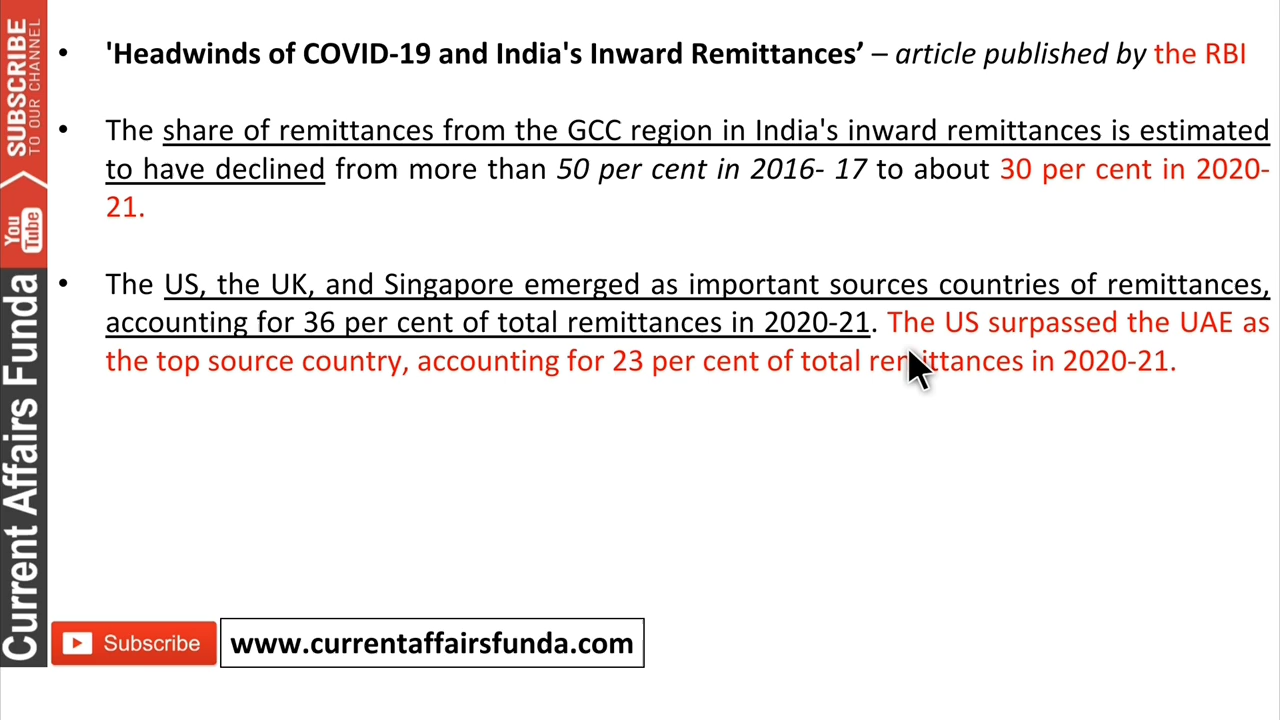 SUBSCRIBE
TO OUR CHANNEL
You
Tube
Current Affairs Funda
• 'Headwinds of COVID-19 and India's Inward Remittances’ – article published by the RBI
• The share of remittances from the GCC region in India's inward remittances is estimated
to have declined from more than 50 per cent in 2016- 17 to about 30 per cent in 2020-
21.
• The US, the UK, and Singapore emerged as important sources countries of remittances,
accounting for 36 per cent of total remittances in 2020-21. The US surpassed the UAE as
the top source country, accounting for 23 per cent of total remittances in 2020-21.
Subscribe
www.currentaffairsfunda.com